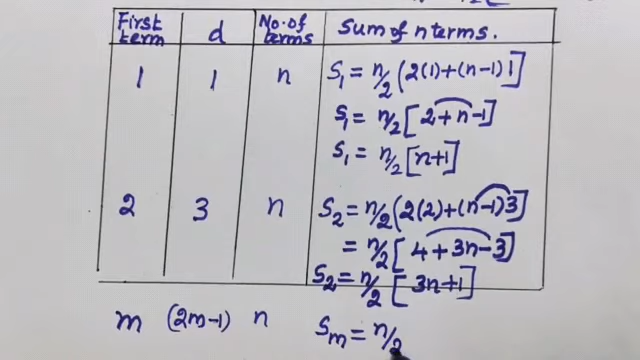 First term d No. of terms Sum of n terms.
1 1 n S₁ = n/2 (2(1)+(n-1)1]
S₁ = n/2 [2+n-1]
S₁ = n/2 [n+1]
2 3 n S₂ = n/2 (2(2)+(n-1)3]
= n/2 [4+3n-3]
S₂ = n/2 [3n+1]
m (2m-1) n Sₘ = n/2